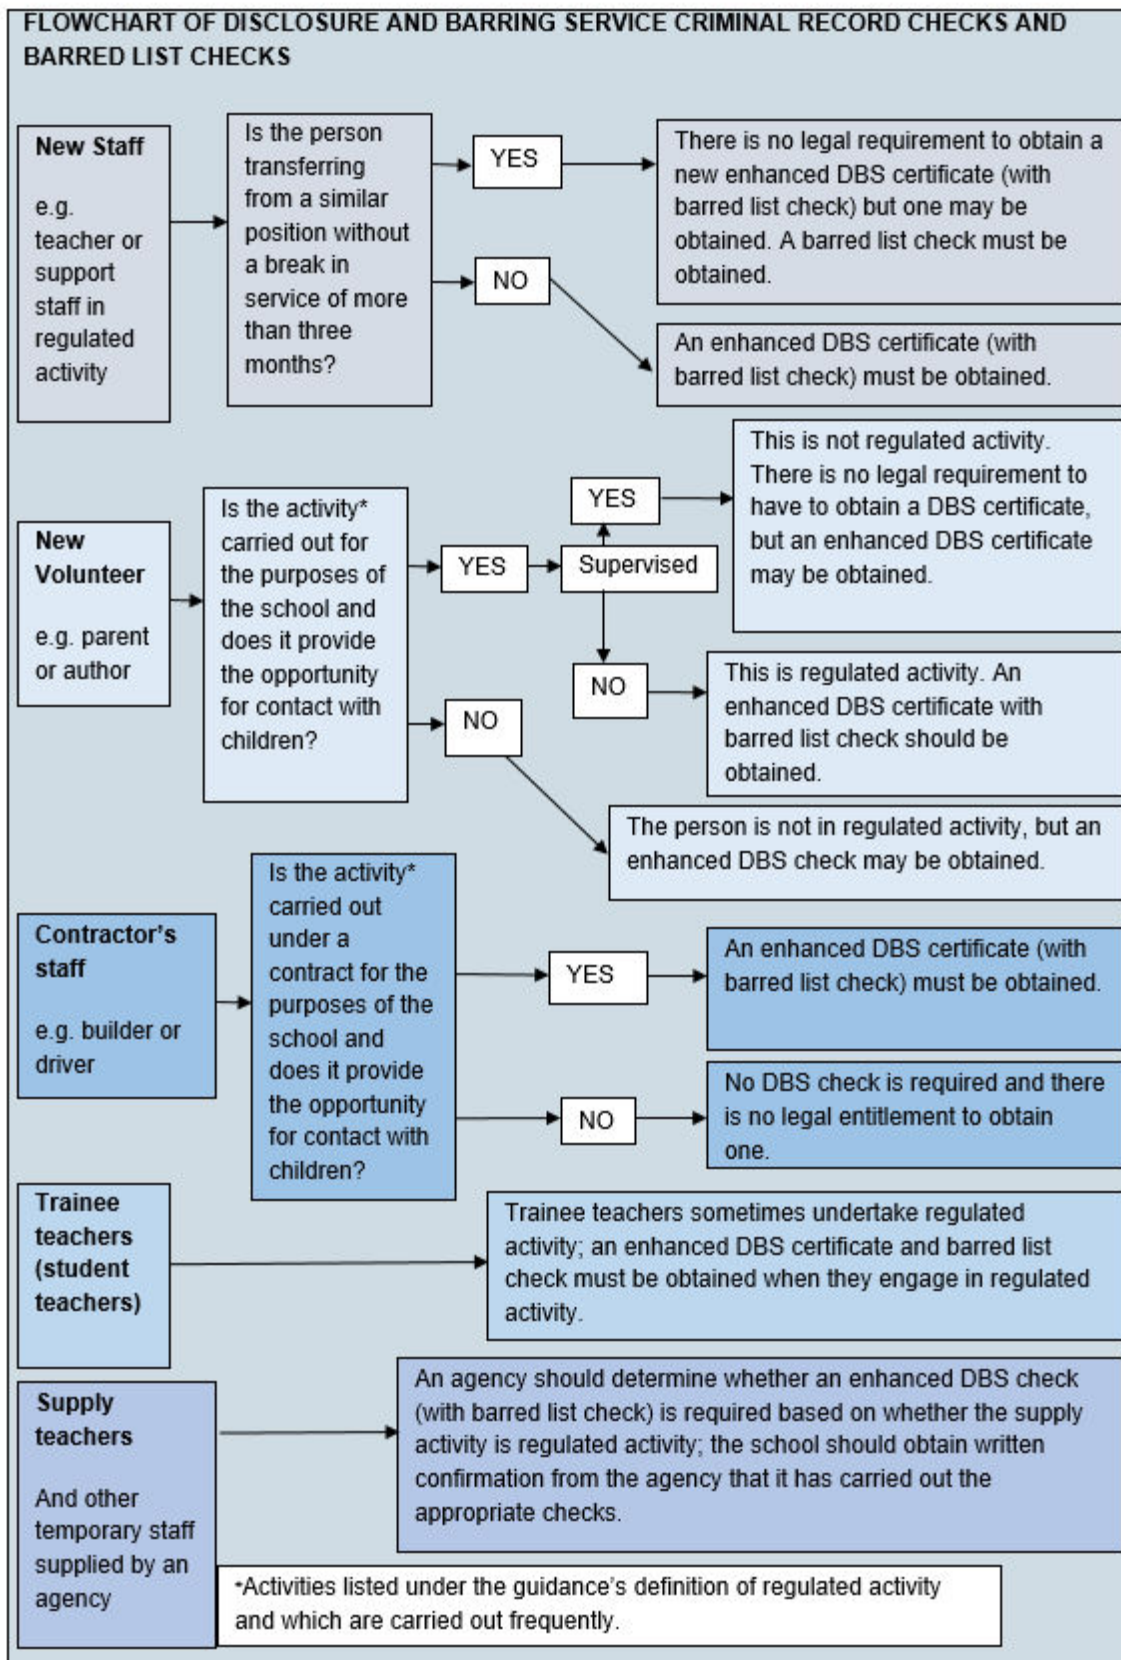 FLOWCHART OF DISCLOSURE AND BARRING SERVICE CRIMINAL RECORD CHECKS AND
BARRED LIST CHECKS
New Staff
e.g.
teacher or
support
staff in
regulated
activity
Is the person
transferring
from a similar
position without
a break in
service of more
than three
months?
YES
There is no legal requirement to obtain a
new enhanced DBS certificate (with
barred list check) but one may be
obtained. A barred list check must be
obtained.
NO
An enhanced DBS certificate (with
barred list check) must be obtained.
New
Volunteer
e.g. parent
or author
Is the activity*
carried out for
the purposes of
the school and
does it provide
the opportunity
for contact with
children?
YES
Supervised
YES
This is not regulated activity.
There is no legal requirement to
have to obtain a DBS certificate,
but an enhanced DBS certificate
may be obtained.
NO
This is regulated activity. An
enhanced DBS certificate with
barred list check should be
obtained.
NO
The person is not in regulated activity, but an
enhanced DBS check may be obtained.
Contractor's
staff
e.g. builder or
driver
Is the activity*
carried out
under a
contract for the
purposes of the
school and
does it provide
the opportunity
for contact with
children?
YES
An enhanced DBS certificate (with
barred list check) must be obtained.
NO
No DBS check is required and there
is no legal entitlement to obtain
one.
Trainee
teachers
(student
teachers)
Trainee teachers sometimes undertake regulated
activity; an enhanced DBS certificate and barred list
check must be obtained when they engage in regulated
activity.
Supply
teachers
And other
temporary staff
supplied by an
agency
An agency should determine whether an enhanced DBS check
(with barred list check) is required based on whether the supply
activity is regulated activity; the school should obtain written
confirmation from the agency that it has carried out the
appropriate checks.
*Activities listed under the guidance's definition of regulated activity
and which are carried out frequently.